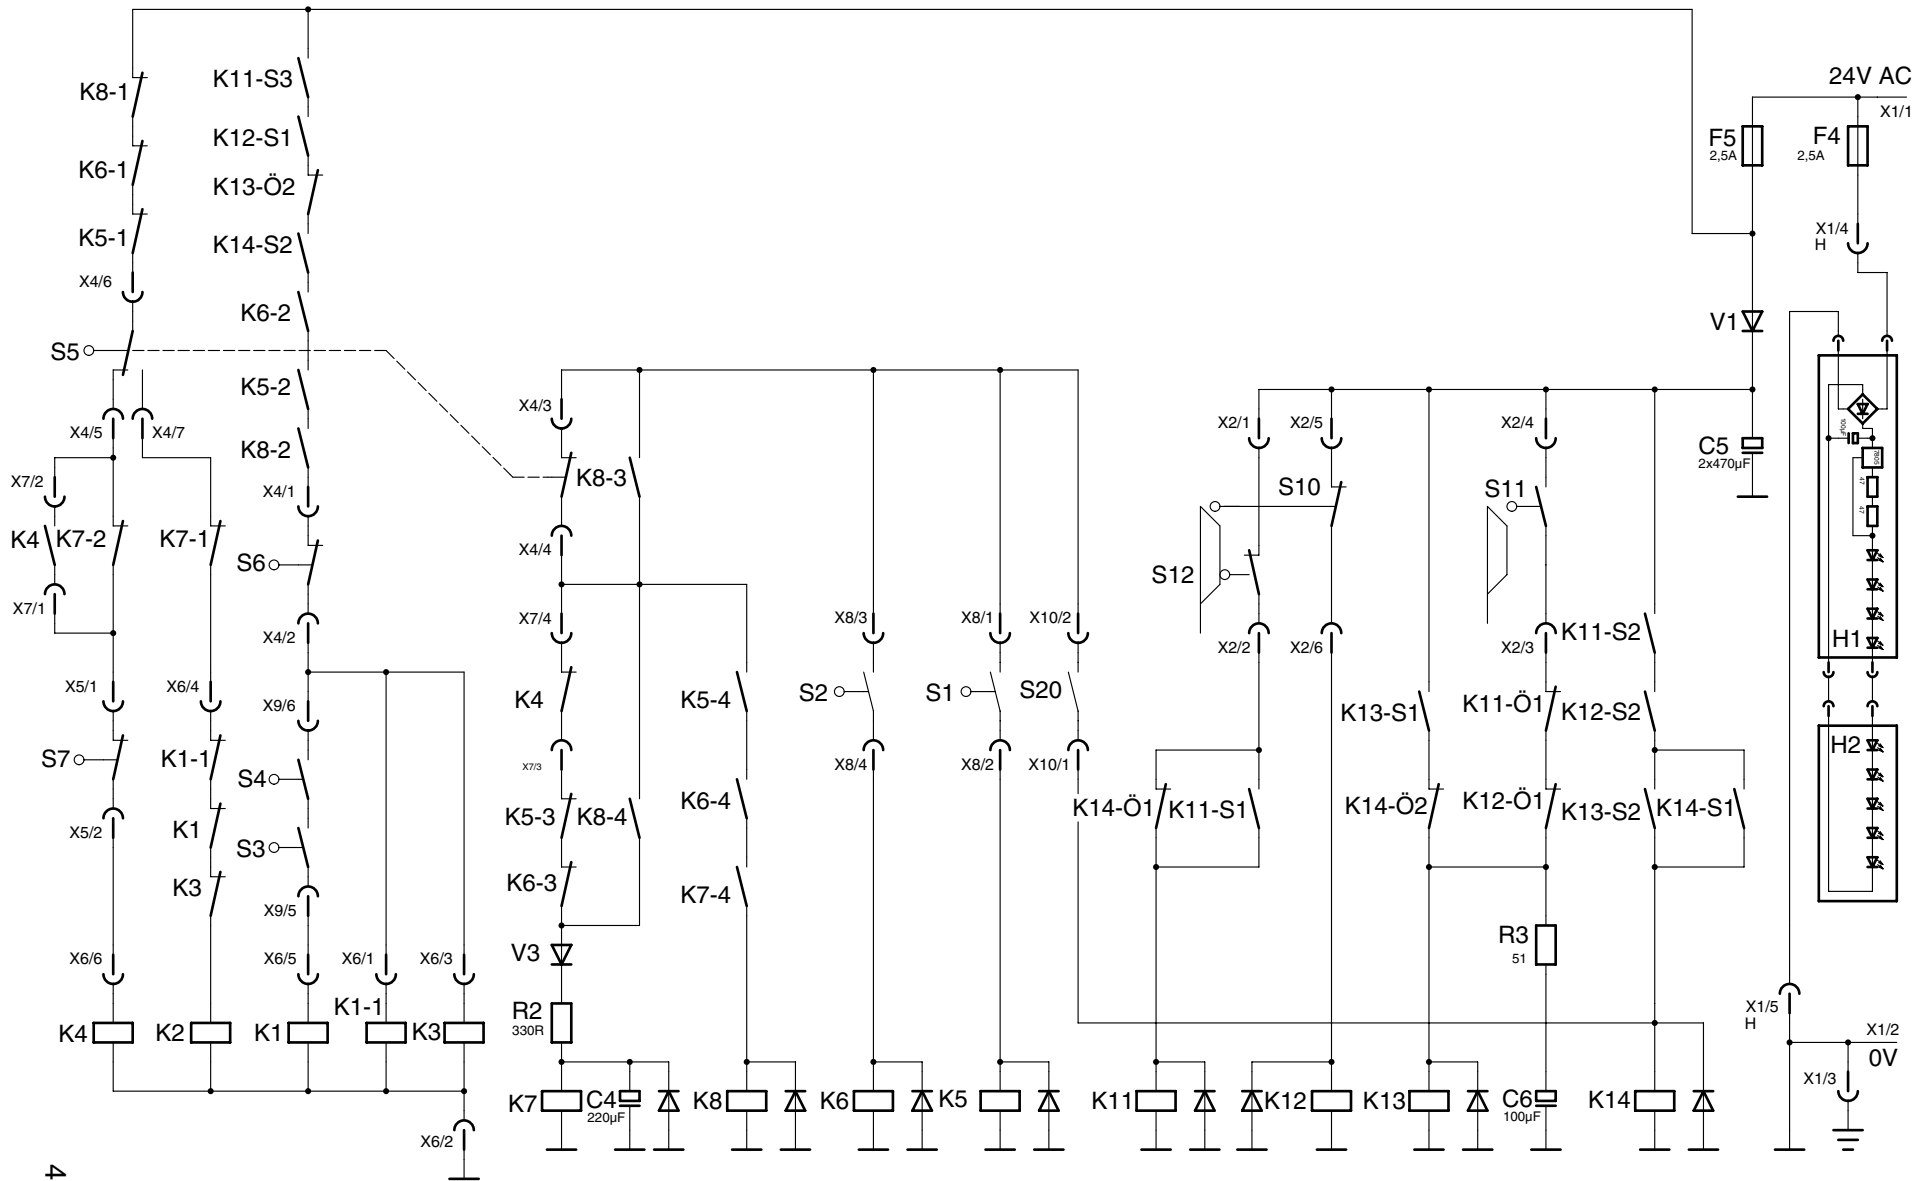 24V AC
X1/1
K8-1
K11-S3
K12-S1
F5
2,5A
F4
2,5A
K6-1
K13-Ö2
K5-1
K14-S2
X1/4
H
X4/6
K6-2
V1
S5
K5-2
X4/3
X2/1
X2/5
X2/4
100µF
X4/5
X4/7
K8-2
C5
2x470µF
7805
X7/2
X4/1
K8-3
S10
S11
47
47
K4
K7-2
K7-1
S6
X4/4
S12
X7/1
X4/2
X7/4
X8/3
X8/1
X10/2
X2/2
X2/6
X2/3
K11-S2
H1
X5/1
X6/4
X9/6
K4
K5-4
S2
S1
S20
K13-S1
K11-Ö1
K12-S2
S7
K1-1
S4
X7/3
X8/4
X8/2
X10/1
H2
X5/2
K1
S3
K5-3
K8-4
K6-4
K14-Ö1
K11-S1
K14-Ö2
K12-Ö1
K13-S2
K14-S1
K3
K6-3
K7-4
X9/5
X6/6
X6/5
X6/1
X6/3
V3
R3
51
K4
K2
K1
K1-1
K3
R2
330R
X1/5
H
X1/2
0V
X1/3
K7
C4
220µF
K8
K6
K5
K11
K12
K13
C6
100µF
K14
X6/2
4